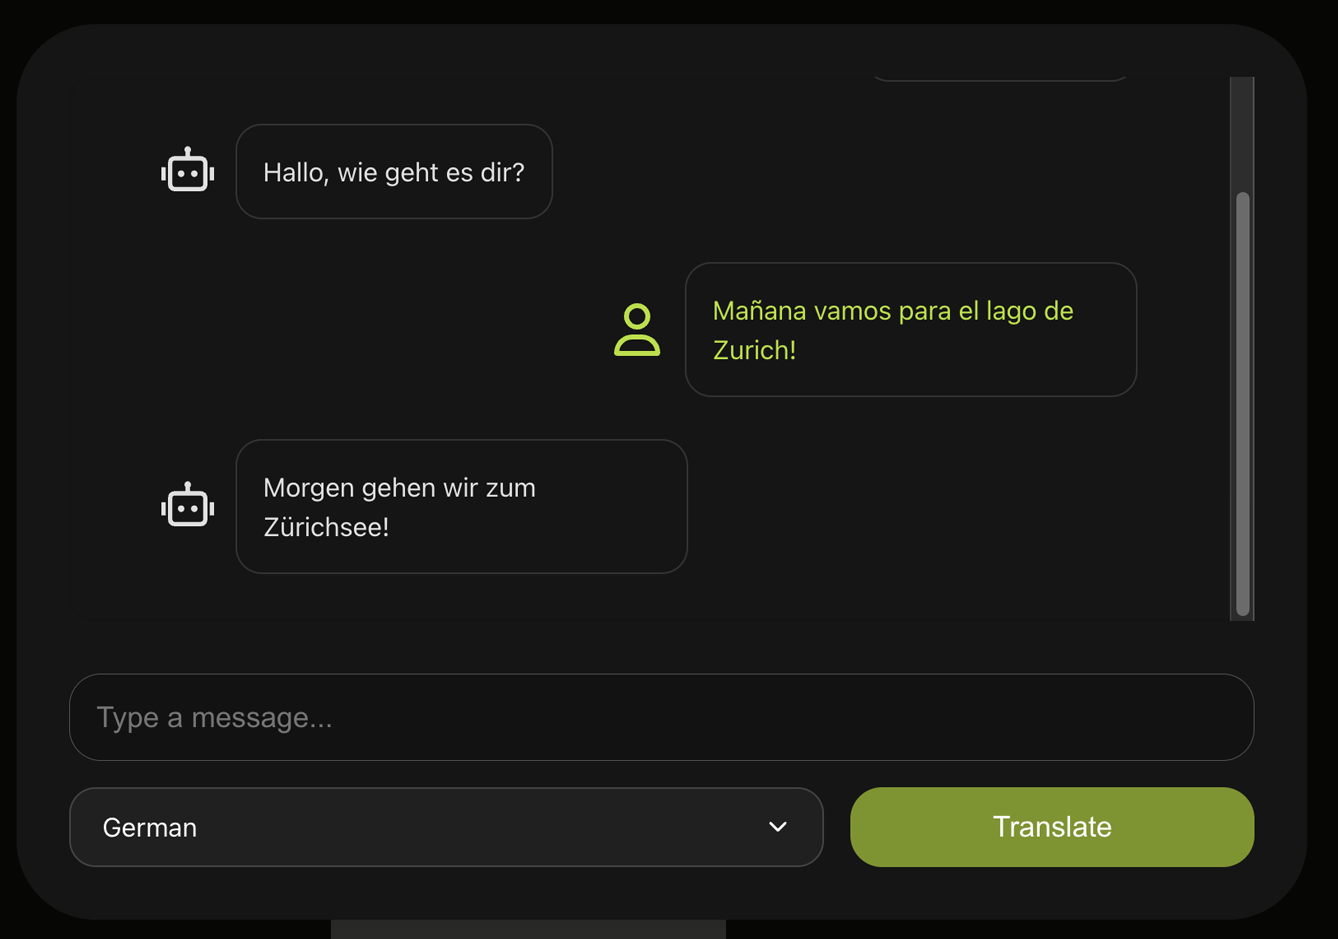 Hallo, wie geht es dir?
Mañana vamos para el lago de
Zurich!
Morgen gehen wir zum
Zürichsee!
Type a message...
German
Translate